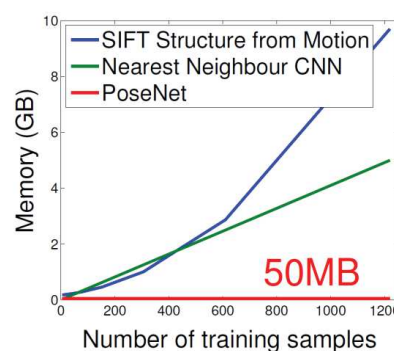 10
8
6
4
2
0
Memory (GB)
SIFT Structure from Motion
Nearest Neighbour CNN
PoseNet
50MB
0 200 400 600 800 1000 1200
Number of training samples